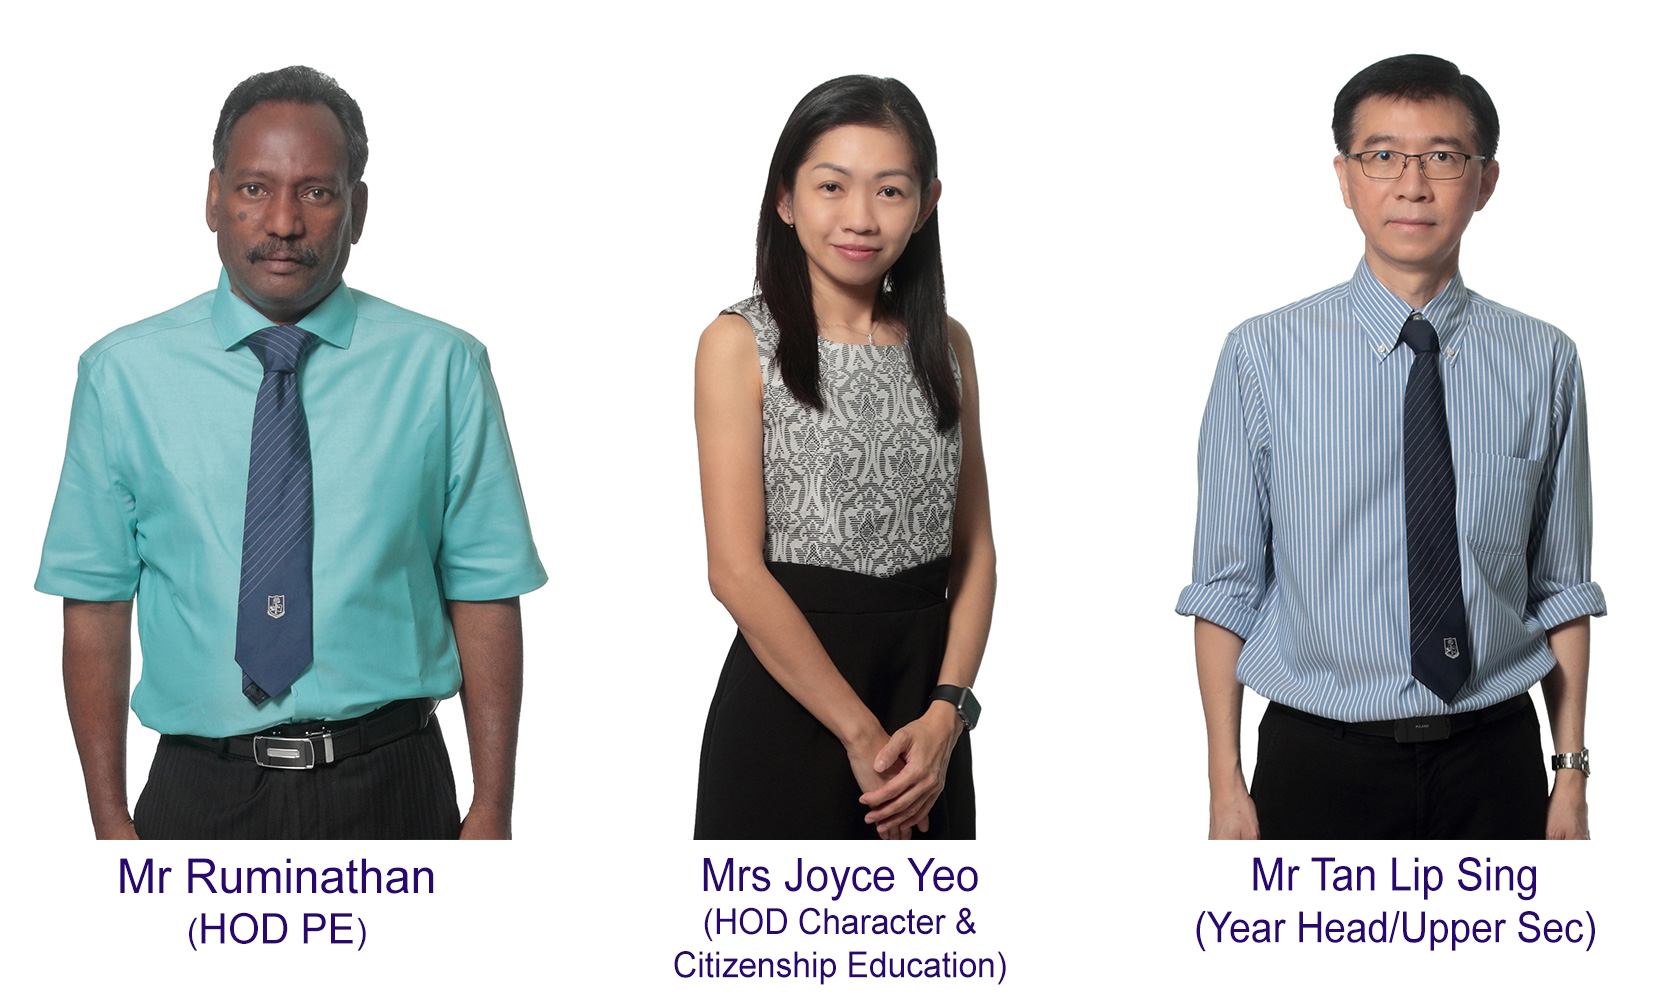 Mr Ruminathan
(HOD PE)
Mrs Joyce Yeo
(HOD Character &
Citizenship Education)
Mr Tan Lip Sing
(Year Head/Upper Sec)